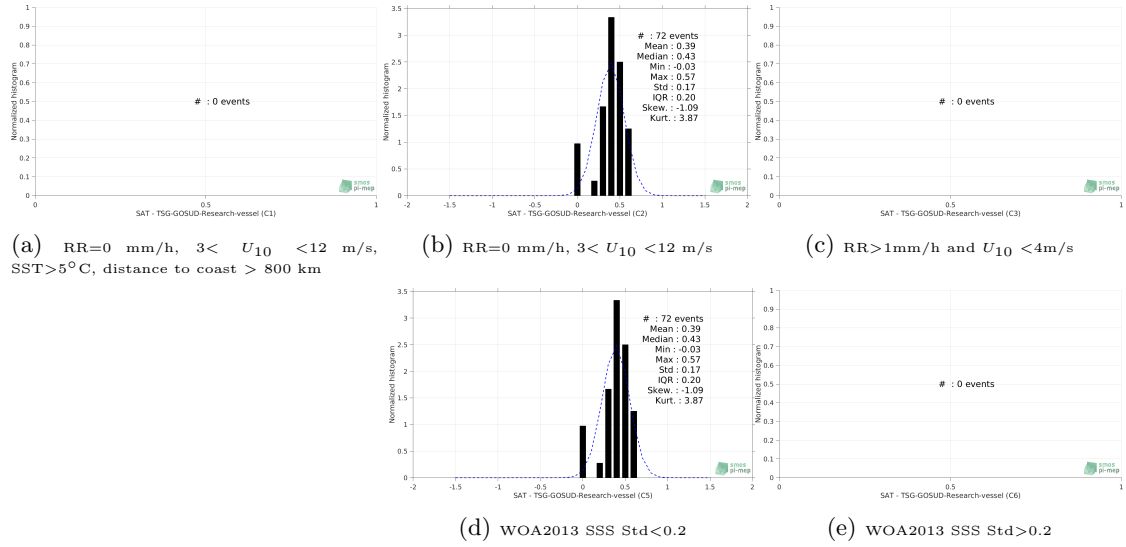 1
0.9
0.8
0.7
0.6
0.5
0.4
0.3
0.2
0.1
0
Normalized histogram
# : 0 events
smos
pi-mep
0 0.5 1
SAT - TSG-GOSUD-Research-vessel (C1)
(a) RR=0 mm/h, 3< U10 <12 m/s,
SST>5°C, distance to coast > 800 km
3.5
3
2.5
2
1.5
1
0.5
0
Normalized histogram
# : 72 events
Mean : 0.39
Median : 0.43
Min : -0.03
Max : 0.57
Std : 0.17
IQR : 0.20
Skew. : -1.09
Kurt. : 3.87
smos
pi-mep
-2 -1.5 -1 -0.5 0 0.5 1 1.5 2
SAT - TSG-GOSUD-Research-vessel (C2)
(b) RR=0 mm/h, 3< U10 <12 m/s
1
0.9
0.8
0.7
0.6
0.5
0.4
0.3
0.2
0.1
0
Normalized histogram
# : 0 events
smos
pi-mep
0 0.5 1
SAT - TSG-GOSUD-Research-vessel (C3)
(c) RR>1mm/h and U10 <4m/s
3.5
3
2.5
2
1.5
1
0.5
0
Normalized histogram
# : 72 events
Mean : 0.39
Median : 0.43
Min : -0.03
Max : 0.57
Std : 0.17
IQR : 0.20
Skew. : -1.09
Kurt. : 3.87
smos
pi-mep
-2 -1.5 -1 -0.5 0 0.5 1 1.5 2
SAT - TSG-GOSUD-Research-vessel (C5)
(d) WOA2013 SSS Std<0.2
1
0.9
0.8
0.7
0.6
0.5
0.4
0.3
0.2
0.1
0
Normalized histogram
# : 0 events
smos
pi-mep
0 0.5 1
SAT - TSG-GOSUD-Research-vessel (C6)
(e) WOA2013 SSS Std>0.2